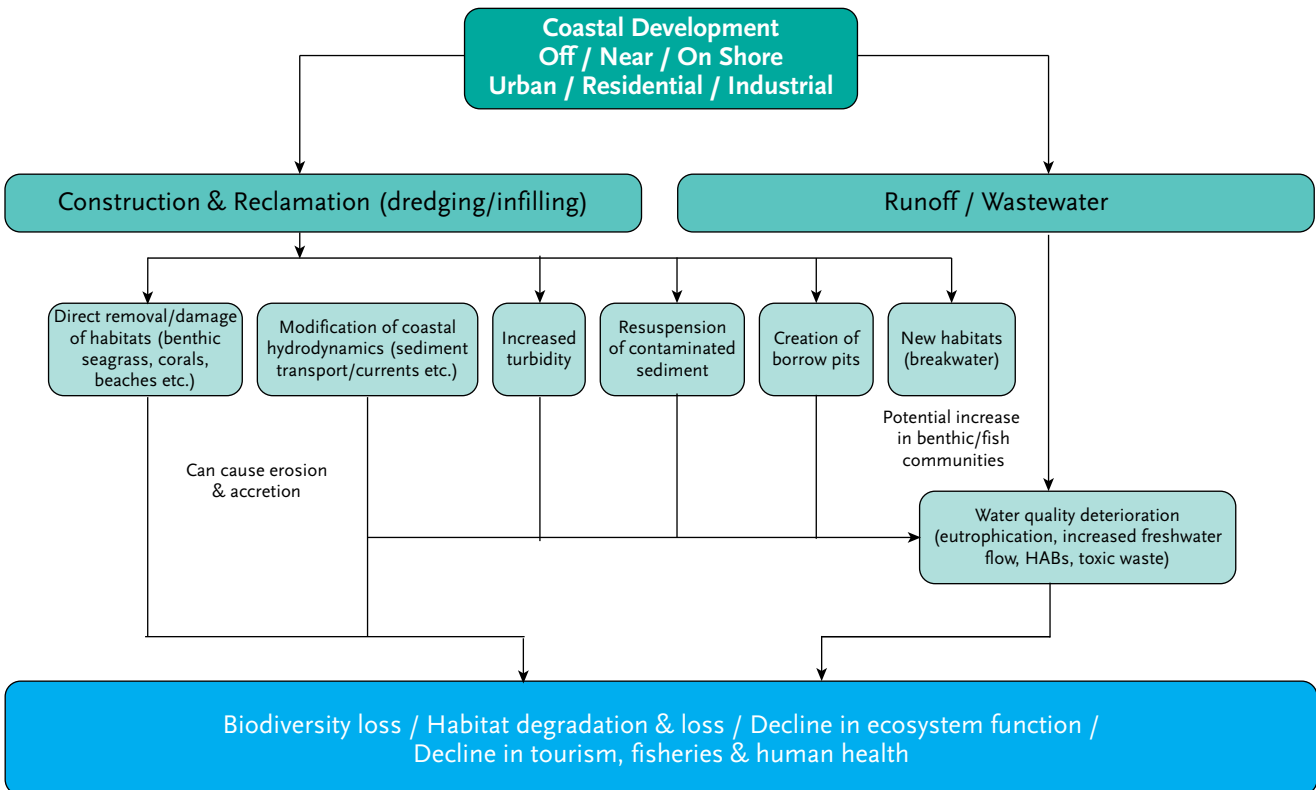 Coastal Development
Off / Near / On Shore
Urban / Residential / Industrial
Construction & Reclamation (dredging/infilling)
Runoff / Wastewater
Direct removal/damage
of habitats (benthic
seagrass, corals,
beaches etc.)
Modification of coastal
hydrodynamics (sediment
transport/currents etc.)
Increased
turbidity
Resuspension
of contaminated
sediment
Creation of
borrow pits
New habitats
(breakwater)
Potential increase
in benthic/fish
communities
Can cause erosion
& accretion
Water quality deterioration
(eutrophication, increased freshwater
flow, HABs, toxic waste)
Biodiversity loss / Habitat degradation & loss / Decline in ecosystem function /
Decline in tourism, fisheries & human health